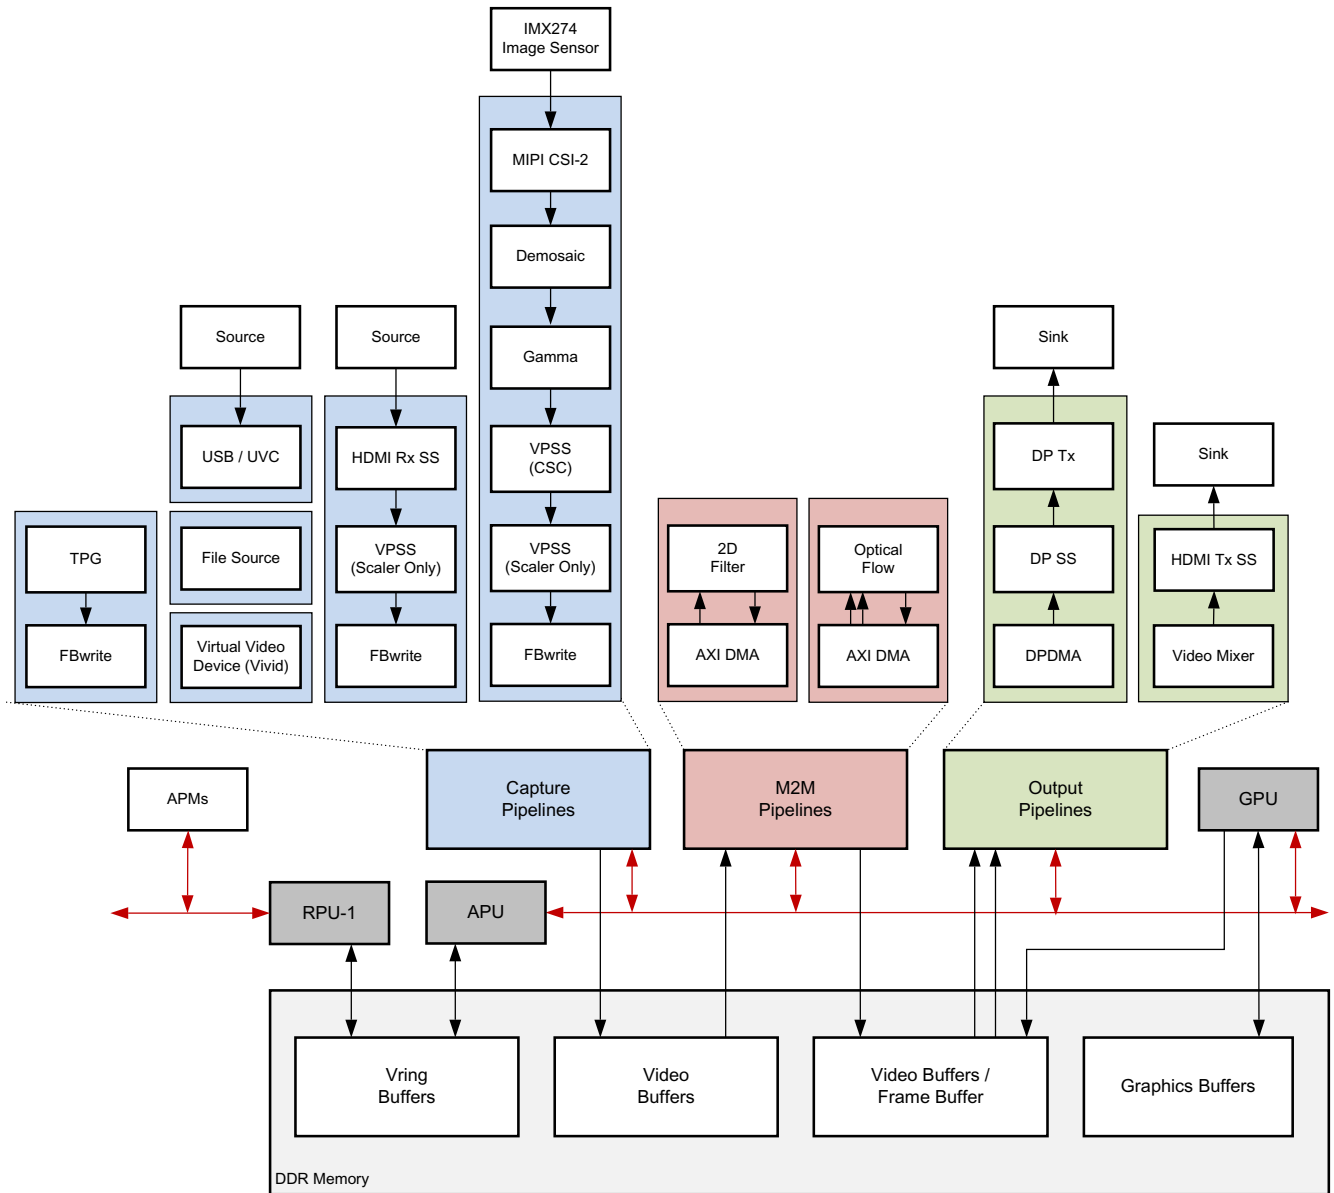 IMX274
Image Sensor
MIPI CSI-2
Demosaic
Gamma
VPSS
(CSC)
VPSS
(Scaler Only)
FBwrite
Source
USB / UVC
File Source
Virtual Video
Device (Vivid)
Source
HDMI Rx SS
VPSS
(Scaler Only)
FBwrite
TPG
FBwrite
2D
Filter
AXI DMA
Optical
Flow
AXI DMA
Sink
DP Tx
DP SS
DPDMA
Sink
HDMI Tx SS
Video Mixer
Capture
Pipelines
M2M
Pipelines
Output
Pipelines
GPU
APMs
RPU-1
APU
Vring
Buffers
Video
Buffers
Video Buffers /
Frame Buffer
Graphics Buffers
DDR Memory